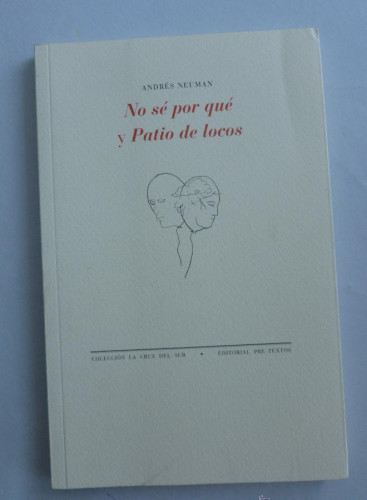 ANDRÉS NEUMAN
No sé por qué
y Patio de locos
COLECCIÓN LA CRUZ DEL SUR • EDITORIAL PRE-TEXTOS